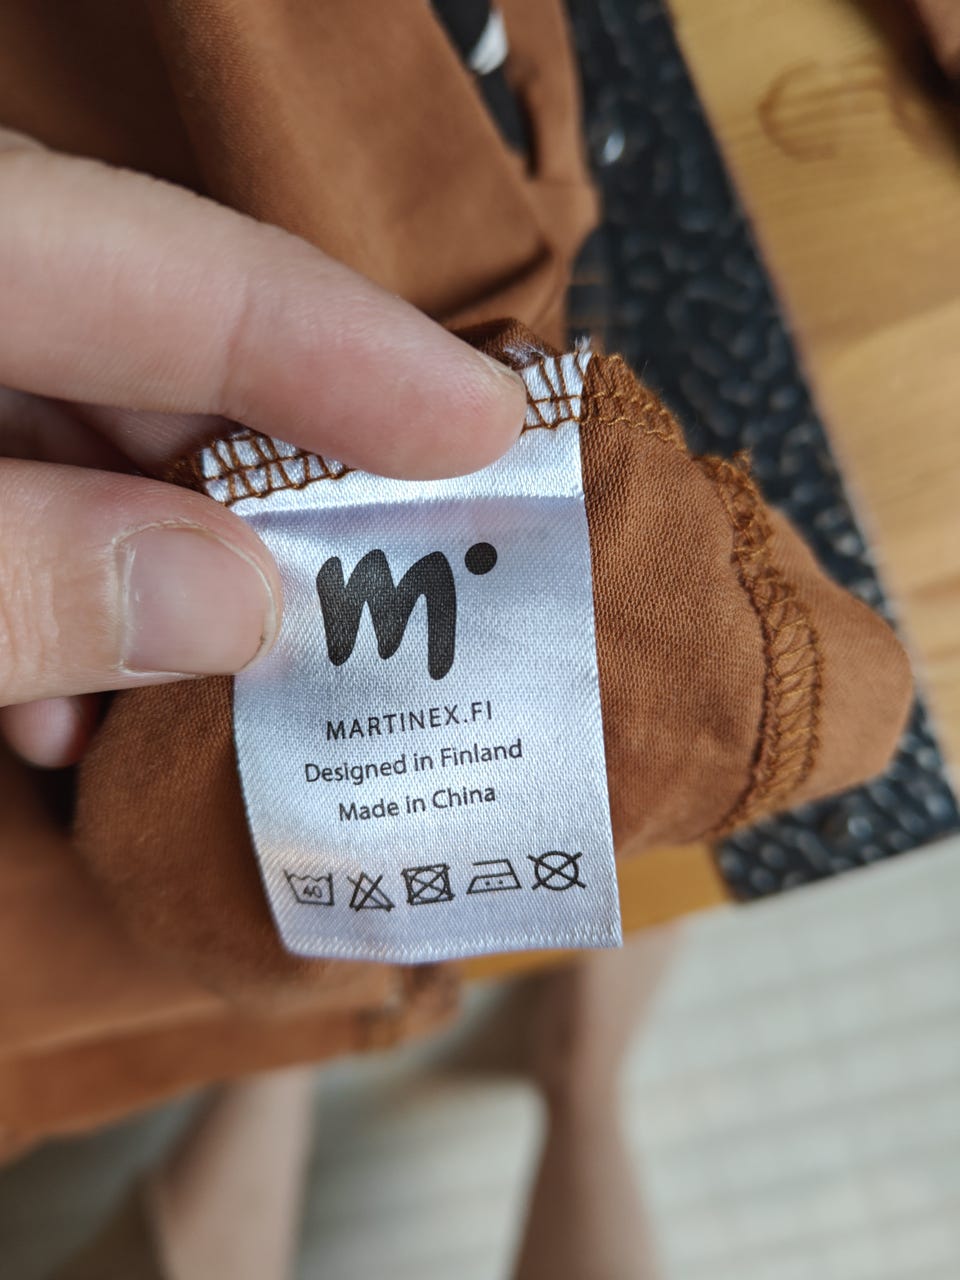 m
MARTINEX.FI
Designed in Finland
Made in China
40